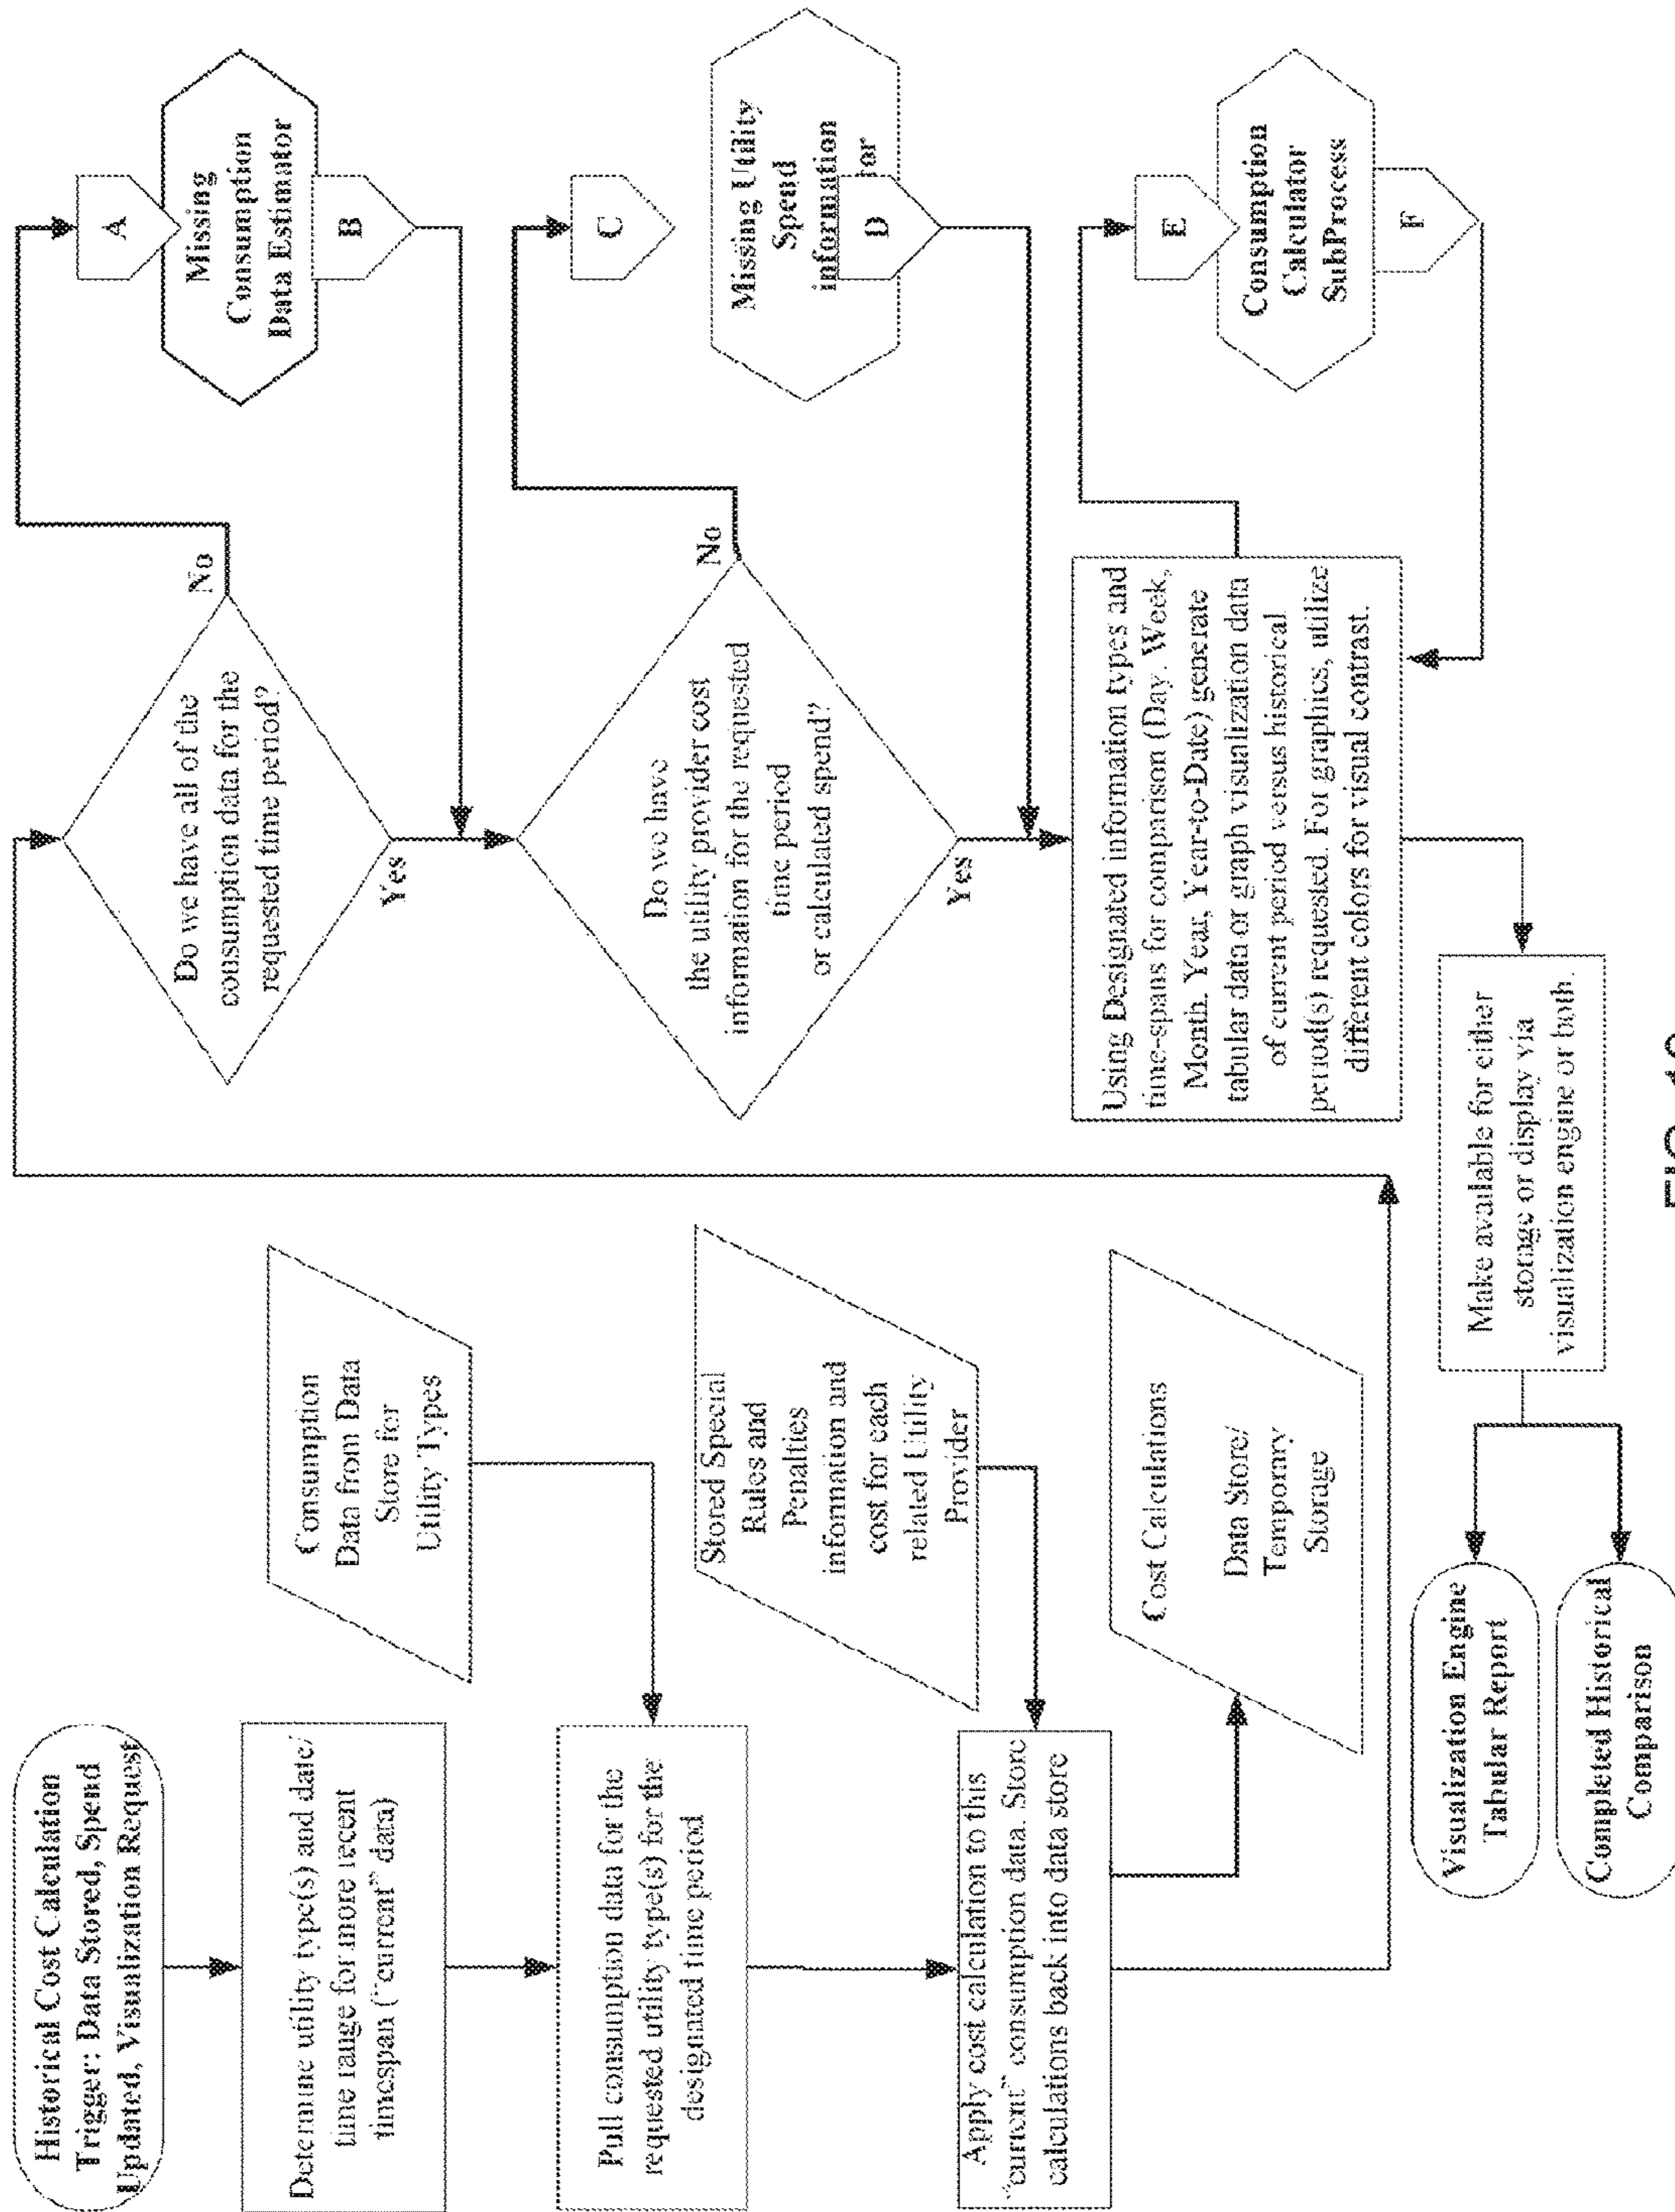 Historical Cost Calculation
Trigger: Data Stored, Spend
Updated, Visualization Request
Determine utility type(s) and date/
time range for more recent
timespan ("current" data)
Pull consumption data for the
requested utility type(s) for the
designated time period
Apply cost calculation to this
"current" consumption data. Store
calculations back into data store
Consumption
Data from Data
Store for
Utility Types
Stored Special
Rules and
Penalties
information and
cost for each
related Utility
Provider
Cost Calculations
Data Store/
Temporary
Storage
Do we have all of the
consumption data for the
requested time period?
No
Yes
A
Missing
Consumption
Data Estimator
B
Do we have
the utility provider cost
information for the requested
time period
or calculated spend?
No
Yes
C
Missing Utility
Spend
information
or
D
Using Designated information types and
time-spans for comparison (Day. Week,
Month. Year, Year-to-Date) generate
tabular data or graph visualization data
of current period versus historical
period(s) requested. For graphics, utilize
different colors for visual contrast.
E
Consumption
Calculator
SubProcess
F
Make available for either
storage or display via
visualization engine or both.
Visualization Engine
Tabular Report
Completed Historical
Comparison